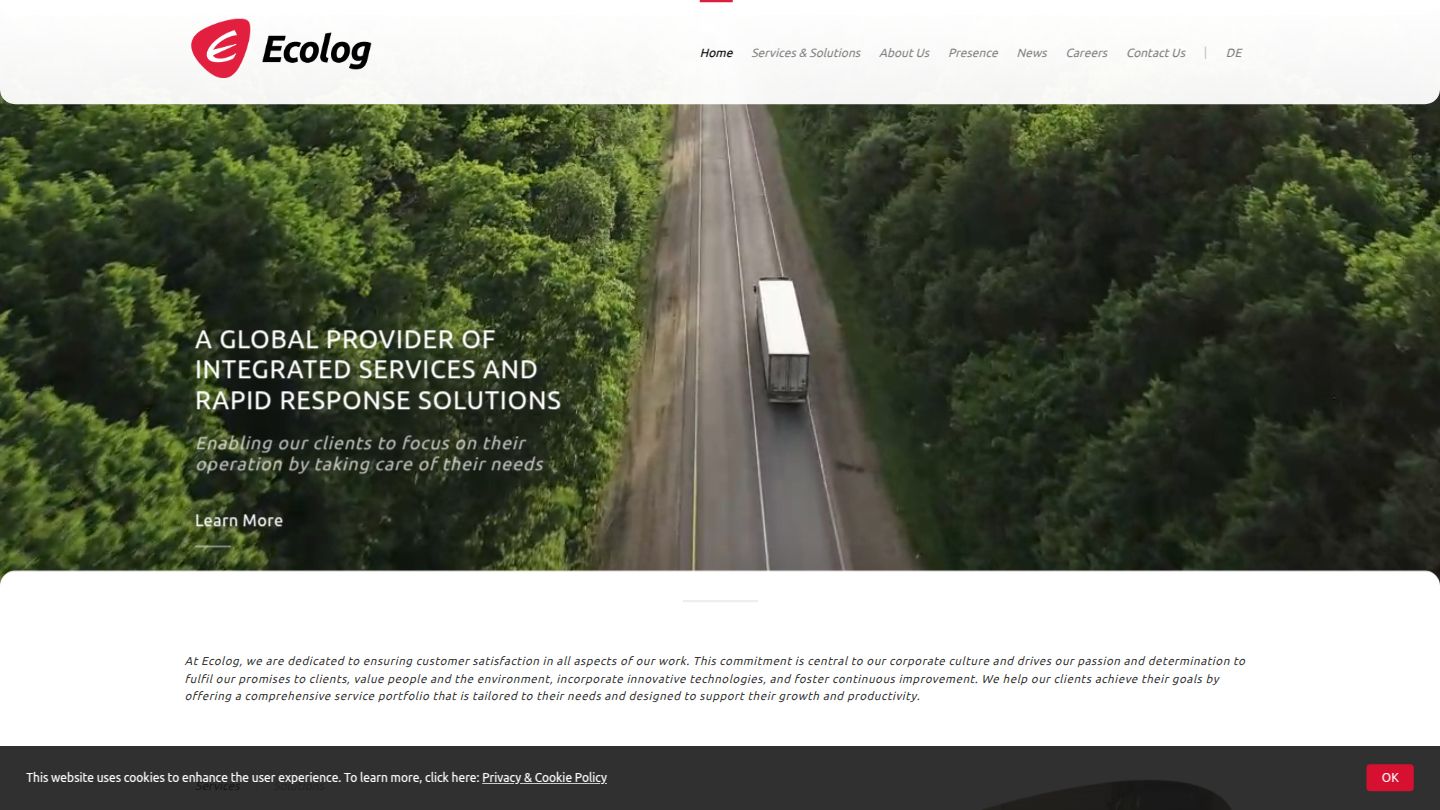 Ecolog
Home Services & Solutions About Us Presence News Careers Contact Us | DE
A GLOBAL PROVIDER OF
INTEGRATED SERVICES AND
RAPID RESPONSE SOLUTIONS
Enabling our clients to focus on their
operation by taking care of their needs
Learn More
At Ecolog, we are dedicated to ensuring customer satisfaction in all aspects of our work. This commitment is central to our corporate culture and drives our passion and determination to
fulfil our promises to clients, value people and the environment, incorporate innovative technologies, and foster continuous improvement. We help our clients achieve their goals by
offering a comprehensive service portfolio that is tailored to their needs and designed to support their growth and productivity.
This website uses cookies to enhance the user experience. To learn more, click here: Privacy & Cookie Policy
OK
Services | Solutions